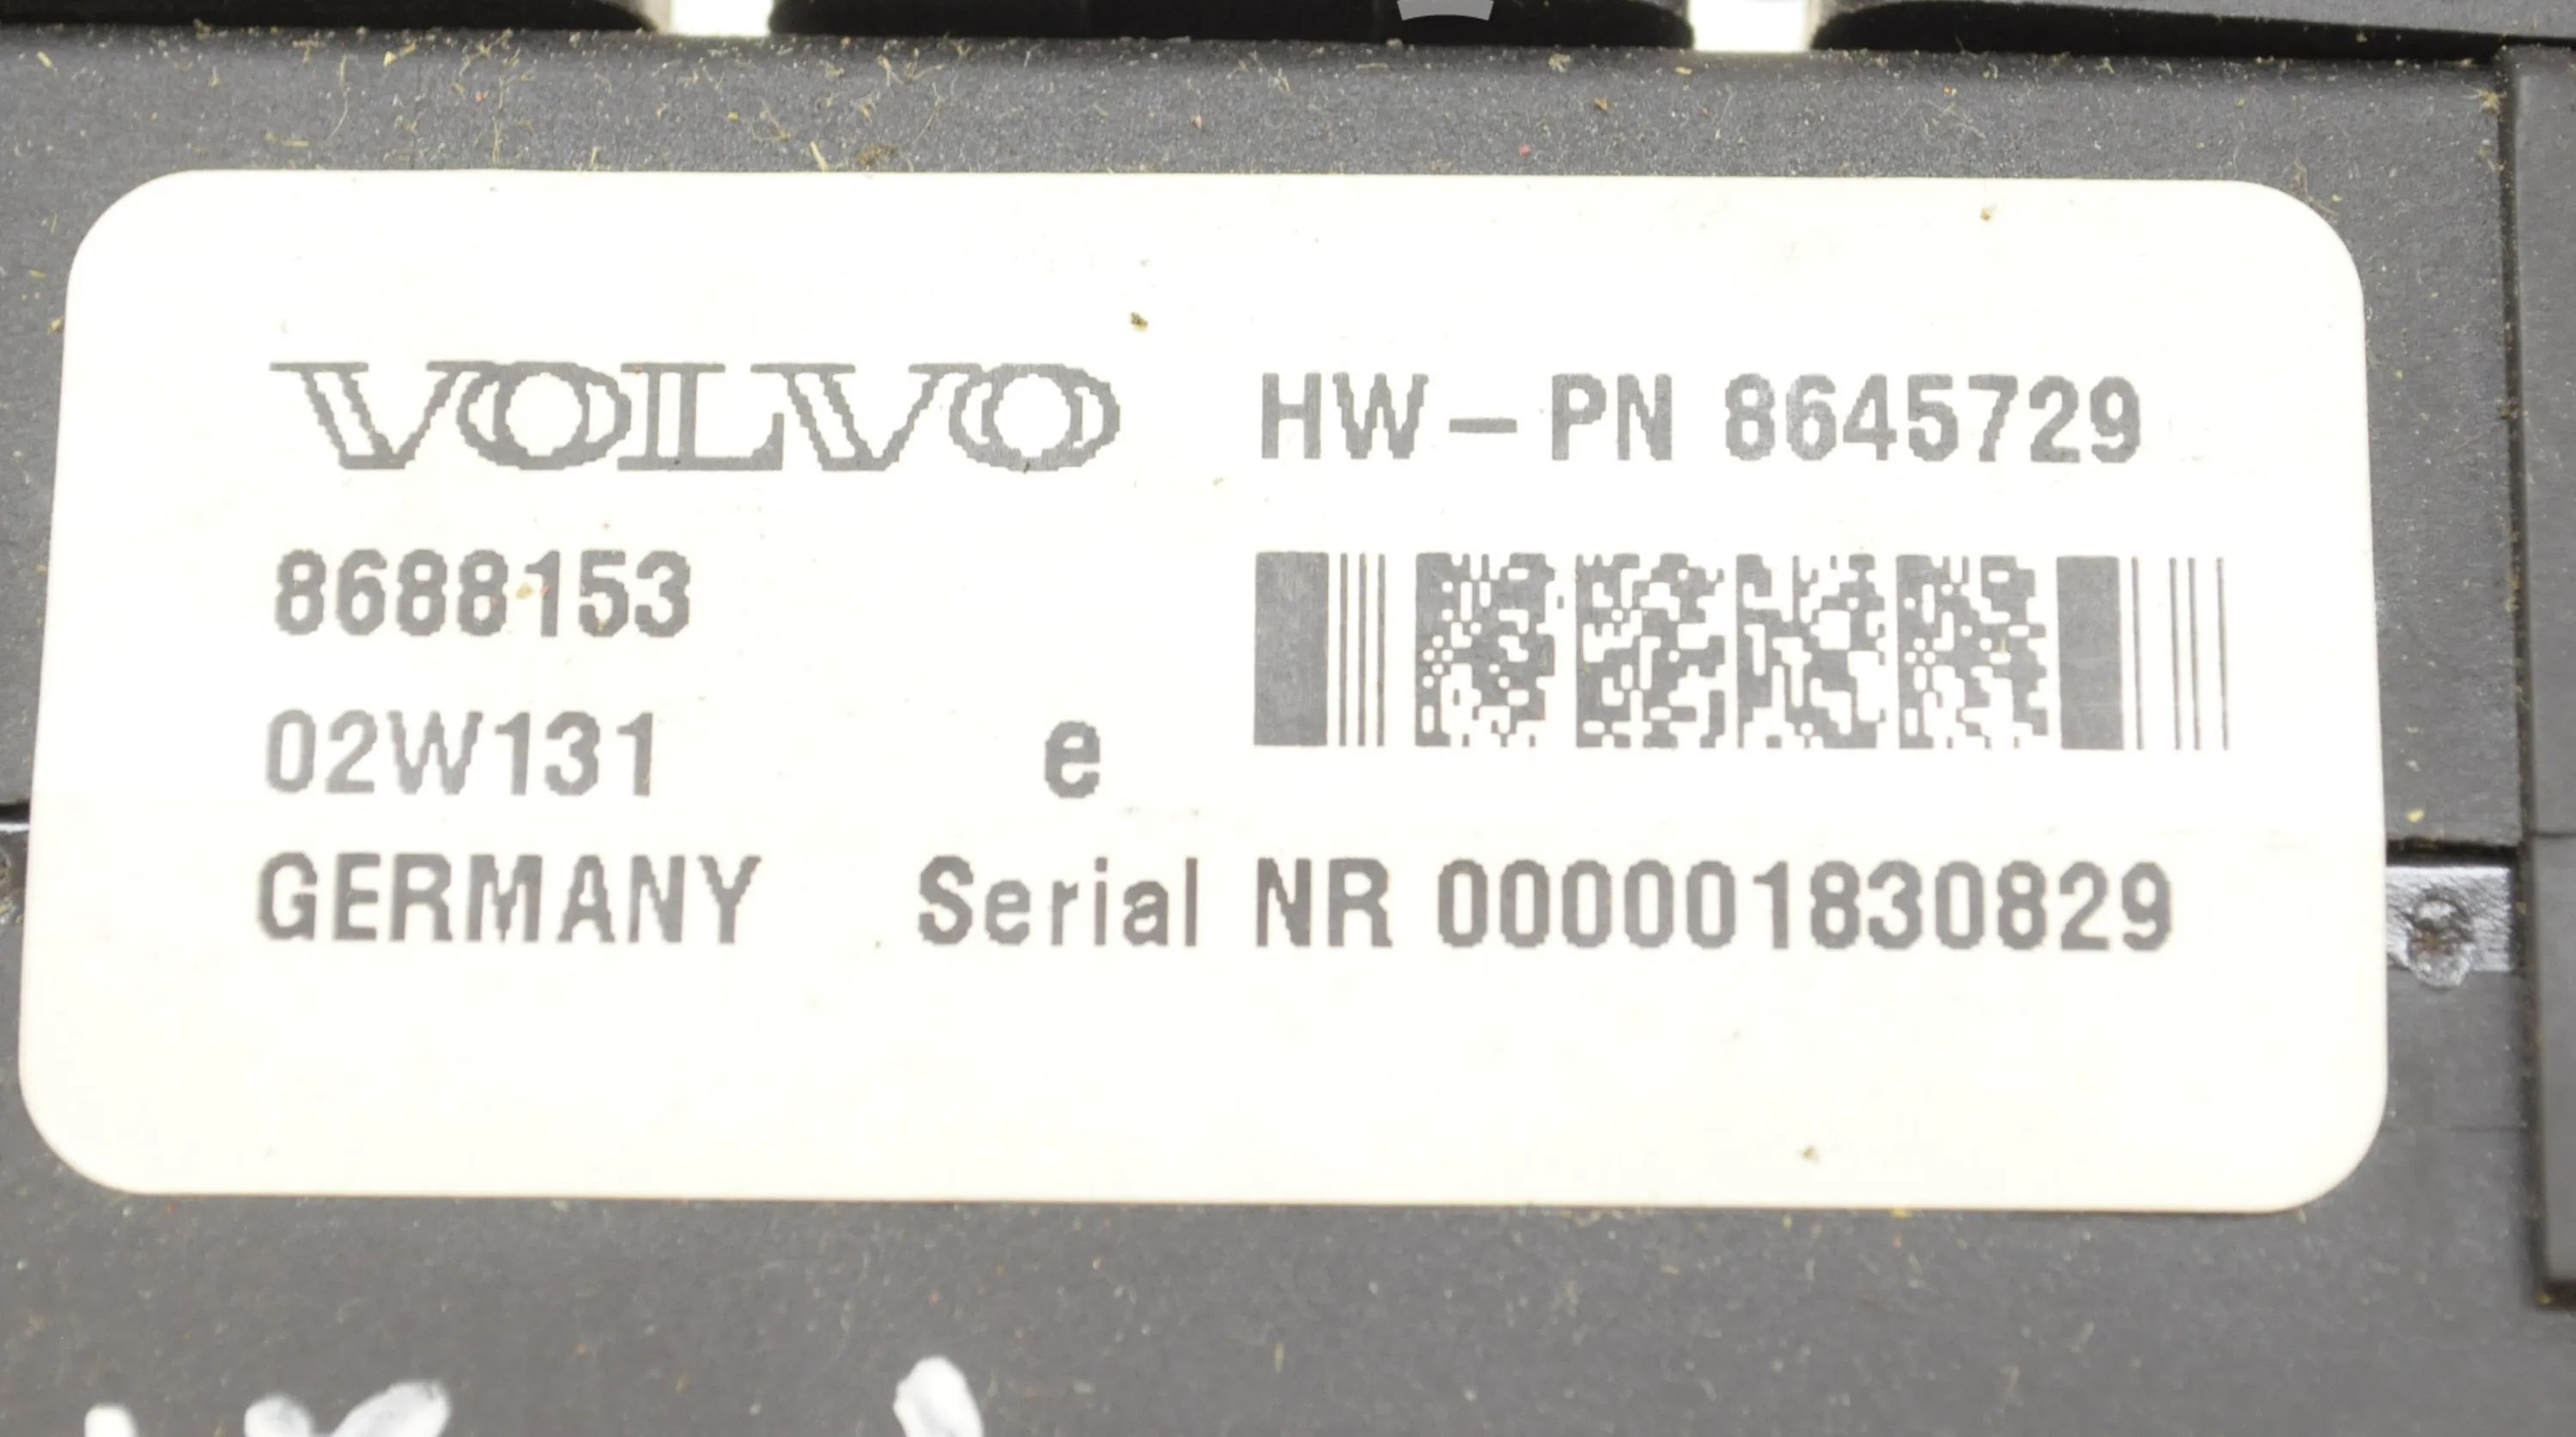 VOLVO HW-PN 8645729
8688153
02W131 e
GERMANY Serial NR 000001830829